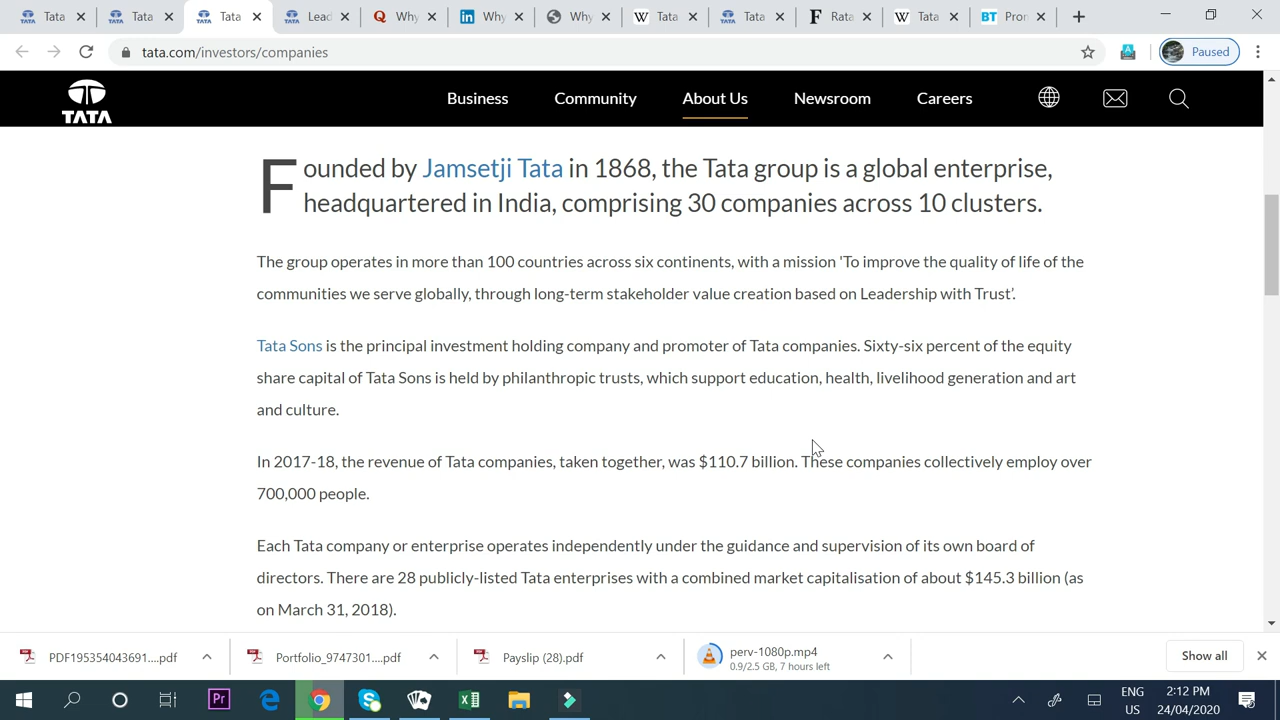 Tata
Tata
Tata
Lead
Why
Why
Why
Tata
Tata
Rata
Tata
Pron
tata.com/investors/companies
Paused
TATA
Business Community About Us Newsroom Careers
Founded by Jamsetji Tata in 1868, the Tata group is a global enterprise,
headquartered in India, comprising 30 companies across 10 clusters.
The group operates in more than 100 countries across six continents, with a mission 'To improve the quality of life of the
communities we serve globally, through long-term stakeholder value creation based on Leadership with Trust'.
Tata Sons is the principal investment holding company and promoter of Tata companies. Sixty-six percent of the equity
share capital of Tata Sons is held by philanthropic trusts, which support education, health, livelihood generation and art
and culture.
In 2017-18, the revenue of Tata companies, taken together, was $110.7 billion. These companies collectively employ over
700,000 people.
Each Tata company or enterprise operates independently under the guidance and supervision of its own board of
directors. There are 28 publicly-listed Tata enterprises with a combined market capitalisation of about $145.3 billion (as
on March 31, 2018).
PDF195354043691....pdf
Portfolio_9747301....pdf
Payslip (28).pdf
perv-1080p.mp4
0.9/2.5 GB, 7 hours left
Show all
Pr
ENG
US
2:12 PM
24/04/2020